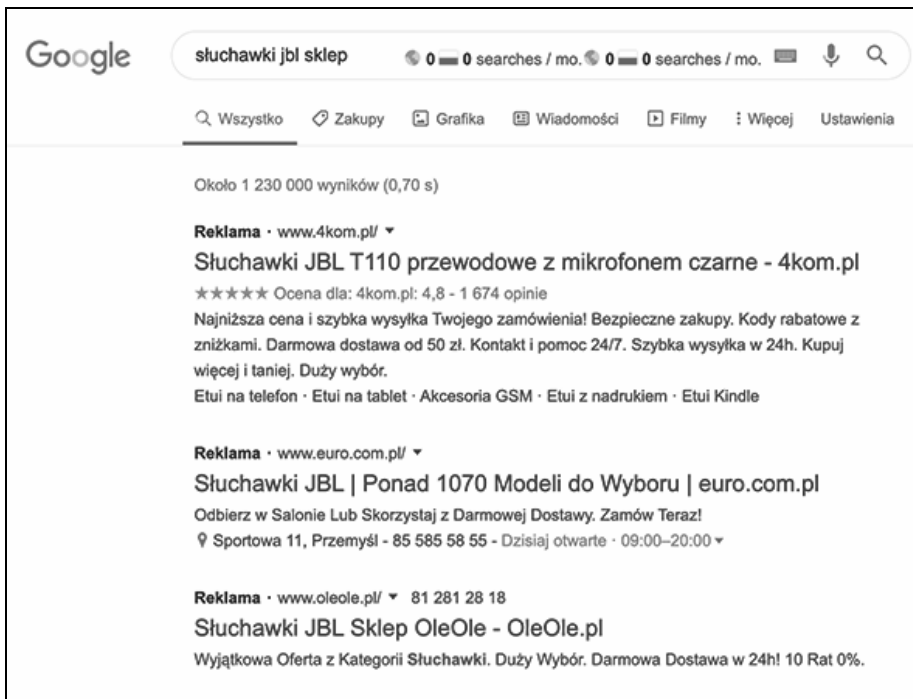 Google
słuchawki jbl sklep 0 0 searches / mo. 0 0 searches / mo.
Wszystko Zakupy Grafika Wiadomości Filmy Więcej Ustawienia
Około 1 230 000 wyników (0,70 s)
Reklama · www.4kom.pl/
Słuchawki JBL T110 przewodowe z mikrofonem czarne - 4kom.pl
★★★★★ Ocena dla: 4kom.pl: 4,8 - 1 674 opinie
Najniższa cena i szybka wysyłka Twojego zamówienia! Bezpieczne zakupy. Kody rabatowe z
zniżkami. Darmowa dostawa od 50 zł. Kontakt i pomoc 24/7. Szybka wysyłka w 24h. Kupuj
więcej i taniej. Duży wybór.
Etui na telefon · Etui na tablet · Akcesoria GSM · Etui z nadrukiem · Etui Kindle
Reklama · www.euro.com.pl/
Słuchawki JBL | Ponad 1070 Modeli do Wyboru | euro.com.pl
Odbierz w Salonie Lub Skorzystaj z Darmowej Dostawy. Zamów Teraz!
Sportowa 11, Przemyśl - 85 585 58 55 - Dzisiaj otwarte · 09:00–20:00
Reklama · www.oleole.pl/ 81 281 28 18
Słuchawki JBL Sklep OleOle - OleOle.pl
Wyjątkowa Oferta z Kategorii Słuchawki. Duży Wybór. Darmowa Dostawa w 24h! 10 Rat 0%.